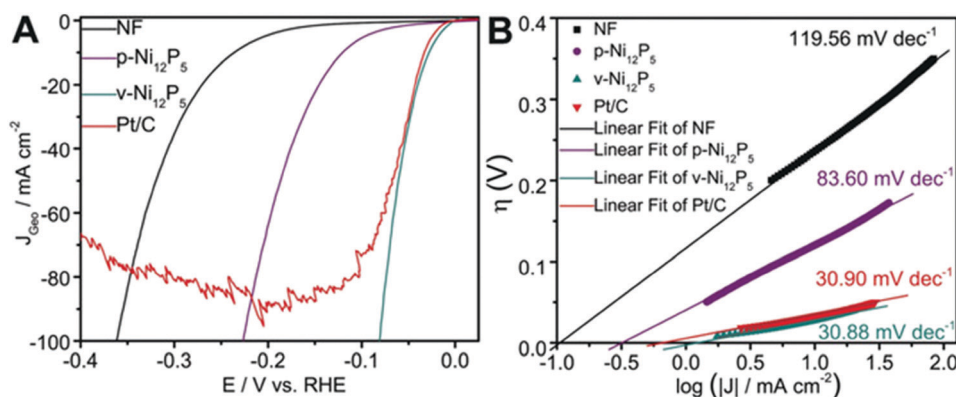 A
NF
p-Ni₁₂P₅
v-Ni₁₂P₅
Pt/C
0
-20
-40
-60
-80
-100
J_Geo / mA cm⁻²
-0.4
-0.3
-0.2
-0.1
0.0
E / V vs. RHE
B
NF
p-Ni₁₂P₅
v-Ni₁₂P₅
Pt/C
Linear Fit of NF
Linear Fit of p-Ni₁₂P₅
Linear Fit of v-Ni₁₂P₅
Linear Fit of Pt/C
119.56 mV dec⁻¹
83.60 mV dec⁻¹
30.90 mV dec⁻¹
30.88 mV dec⁻¹
0.4
0.3
0.2
0.1
0.0
η (V)
-1.0
-0.5
0.0
0.5
1.0
1.5
2.0
log (|J| / mA cm⁻²)